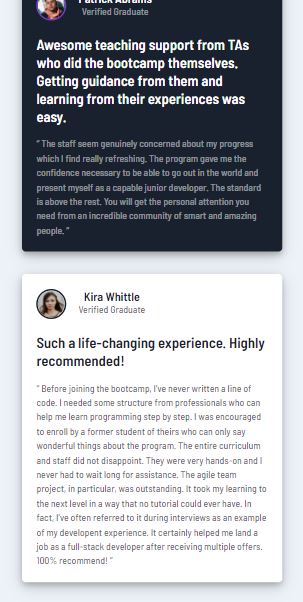 Patrick Abrams
Verified Graduate
Awesome teaching support from TAs
who did the bootcamp themselves.
Getting guidance from them and
learning from their experiences was
easy.
“ The staff seem genuinely concerned about my progress
which I find really refreshing. The program gave me the
confidence necessary to be able to go out in the world and
present myself as a capable junior developer. The standard
is above the rest. You will get the personal attention you
need from an incredible community of smart and amazing
people. ”
Kira Whittle
Verified Graduate
Such a life-changing experience. Highly
recommended!
“ Before joining the bootcamp, I've never written a line of
code. I needed some structure from professionals who can
help me learn programming step by step. I was encouraged
to enroll by a former student of theirs who can only say
wonderful things about the program. The entire curriculum
and staff did not disappoint. They were very hands-on and I
never had to wait long for assistance. The agile team
project, in particular, was outstanding. It took my learning to
the next level in a way that no tutorial could ever have. In
fact, I've often referred to it during interviews as an example
of my developent experience. It certainly helped me land a
job as a full-stack developer after receiving multiple offers.
100% recommend! ”